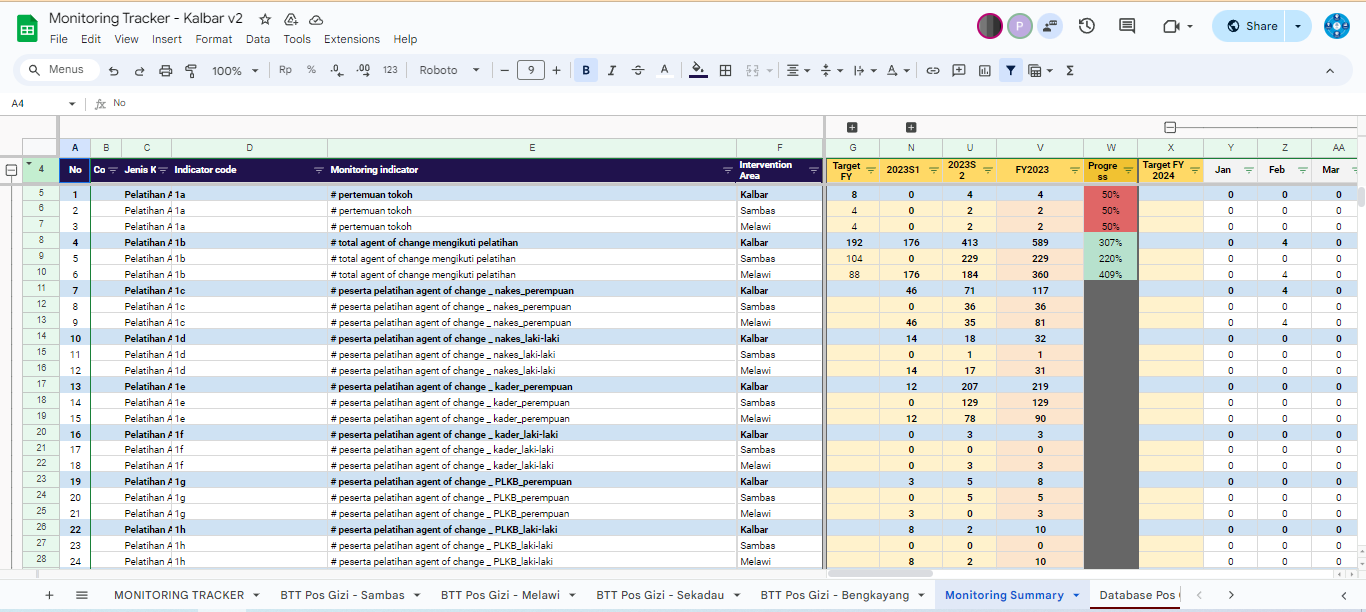 Monitoring Tracker - Kalbar v2
P
Share
File Edit View Insert Format Data Tools Extensions Help
Menus 100% Rp % .0 .00 123 Roboto 9 B I A
A4 fx No
A B C D E F G N U V W X Y Z AA
4 No Co Jenis K Indicator code Monitoring indicator Intervention Area Target FY 2023S1 2023S2 FY2023 Progress Target FY 2024 Jan Feb Mar
5 1 Pelatihan A 1a # pertemuan tokoh Kalbar 8 0 4 4 50% 0 0 0
6 2 Pelatihan A 1a # pertemuan tokoh Sambas 4 0 2 2 50% 0 0 0
7 3 Pelatihan A 1a # pertemuan tokoh Melawi 4 0 2 2 50% 0 0 0
8 4 Pelatihan A 1b # total agent of change mengikuti pelatihan Kalbar 192 176 413 589 307% 0 4 0
9 5 Pelatihan A 1b # total agent of change mengikuti pelatihan Sambas 104 0 229 229 220% 0 0 0
10 6 Pelatihan A 1b # total agent of change mengikuti pelatihan Melawi 88 176 184 360 409% 0 4 0
11 7 Pelatihan A 1c # peserta pelatihan agent of change _ nakes_perempuan Kalbar 46 71 117 0 4 0
12 8 Pelatihan A 1c # peserta pelatihan agent of change _ nakes_perempuan Sambas 0 36 36 0 0 0
13 9 Pelatihan A 1c # peserta pelatihan agent of change _ nakes_perempuan Melawi 46 35 81 0 4 0
14 10 Pelatihan A 1d # peserta pelatihan agent of change _ nakes_laki-laki Kalbar 14 18 32 0 0 0
15 11 Pelatihan A 1d # peserta pelatihan agent of change _ nakes_laki-laki Sambas 0 1 1 0 0 0
16 12 Pelatihan A 1d # peserta pelatihan agent of change _ nakes_laki-laki Melawi 14 17 31 0 0 0
17 13 Pelatihan A 1e # peserta pelatihan agent of change _ kader_perempuan Kalbar 12 207 219 0 0 0
18 14 Pelatihan A 1e # peserta pelatihan agent of change _ kader_perempuan Sambas 0 129 129 0 0 0
19 15 Pelatihan A 1e # peserta pelatihan agent of change _ kader_perempuan Melawi 12 78 90 0 0 0
20 16 Pelatihan A 1f # peserta pelatihan agent of change _ kader_laki-laki Kalbar 0 3 3 0 0 0
21 17 Pelatihan A 1f # peserta pelatihan agent of change _ kader_laki-laki Sambas 0 0 0 0 0 0
22 18 Pelatihan A 1f # peserta pelatihan agent of change _ kader_laki-laki Melawi 0 3 3 0 0 0
23 19 Pelatihan A 1g # peserta pelatihan agent of change _ PLKB_perempuan Kalbar 3 5 8 0 0 0
24 20 Pelatihan A 1g # peserta pelatihan agent of change _ PLKB_perempuan Sambas 0 5 5 0 0 0
25 21 Pelatihan A 1g # peserta pelatihan agent of change _ PLKB_perempuan Melawi 3 0 3 0 0 0
26 22 Pelatihan A 1h # peserta pelatihan agent of change _ PLKB_laki-laki Kalbar 8 2 10 0 0 0
27 23 Pelatihan A 1h # peserta pelatihan agent of change _ PLKB_laki-laki Sambas 0 0 0 0 0 0
28 24 Pelatihan A 1h # peserta pelatihan agent of change _ PLKB_laki-laki Melawi 8 2 10 0 0 0
MONITORING TRACKER BTT Pos Gizi - Sambas BTT Pos Gizi - Melawi BTT Pos Gizi - Sekadau BTT Pos Gizi - Bengkayang Monitoring Summary Database Pos